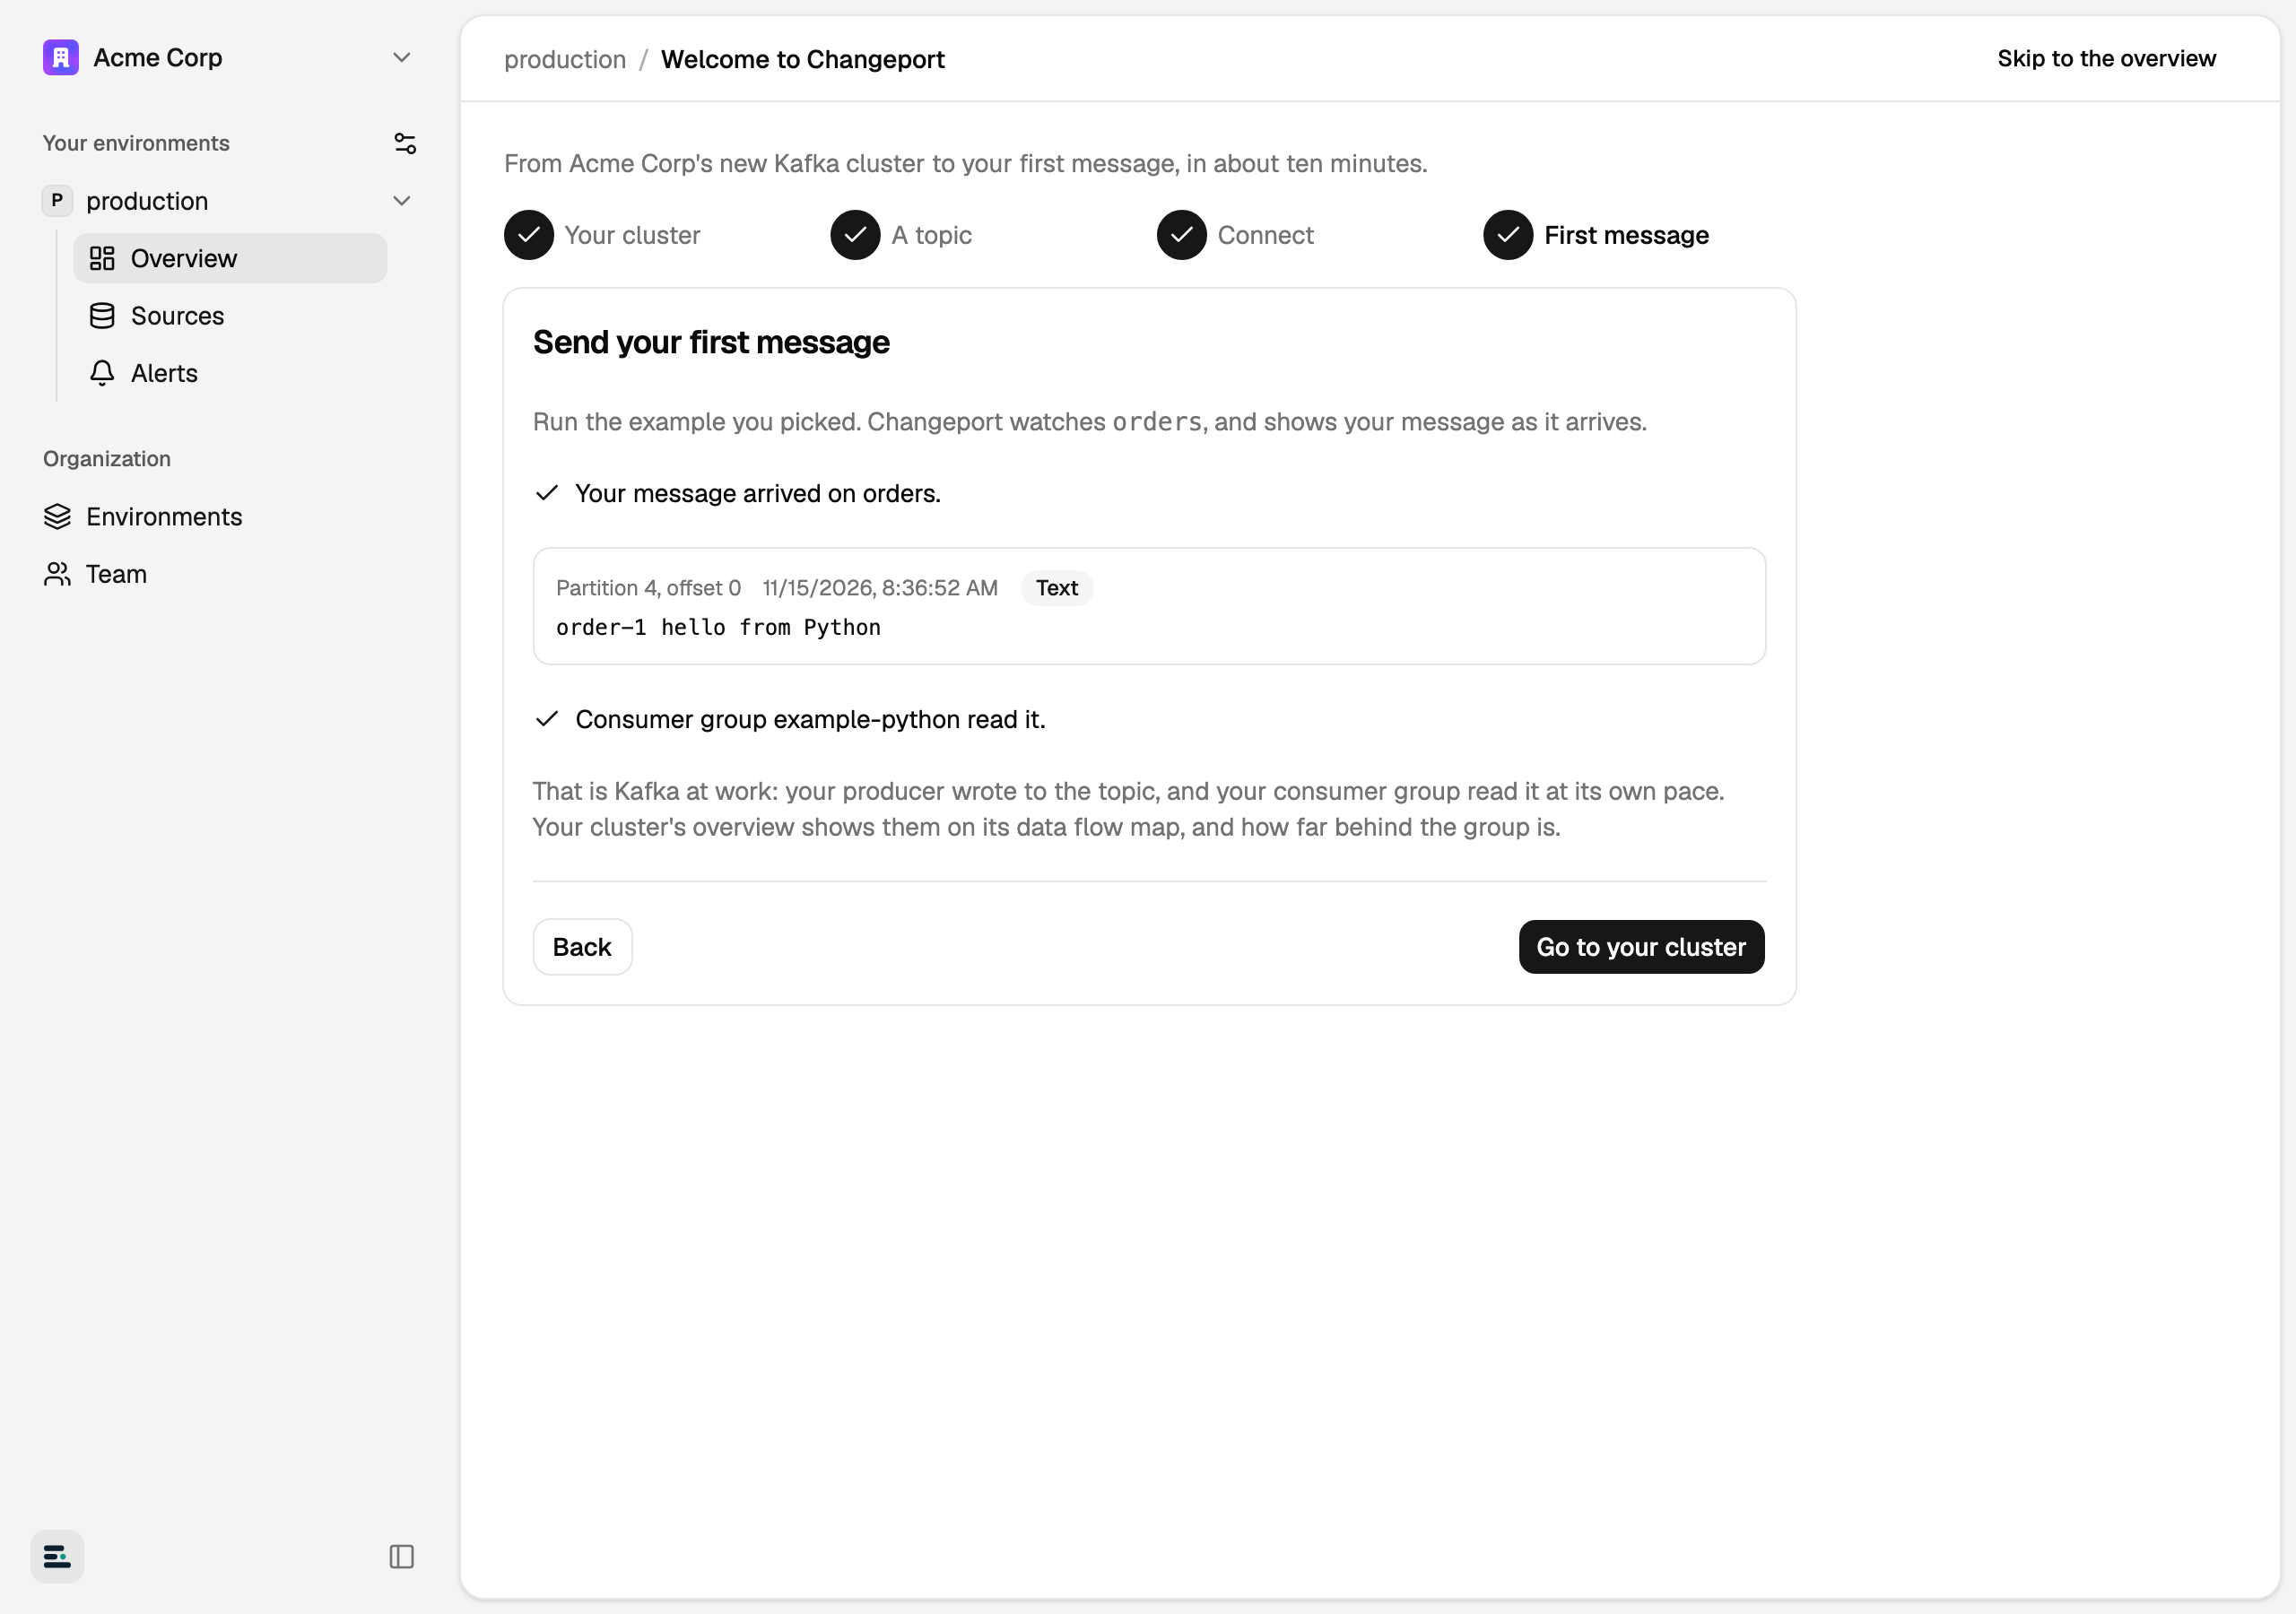 Acme Corp
Your environments
P production
Overview
Sources
Alerts
Organization
Environments
Team
production / Welcome to Changeport
Skip to the overview
From Acme Corp's new Kafka cluster to your first message, in about ten minutes.
Your cluster
A topic
Connect
First message
Send your first message
Run the example you picked. Changeport watches orders, and shows your message as it arrives.
Your message arrived on orders.
Partition 4, offset 0 11/15/2026, 8:36:52 AM Text
order-1 hello from Python
Consumer group example-python read it.
That is Kafka at work: your producer wrote to the topic, and your consumer group read it at its own pace.
Your cluster's overview shows them on its data flow map, and how far behind the group is.
Back
Go to your cluster